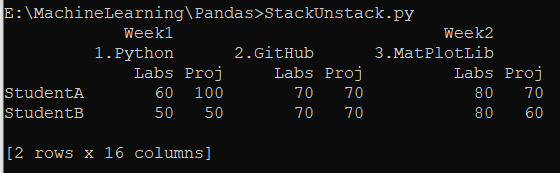 E:\MachineLearning\Pandas>StackUnstack.py
Week1 Week2
1.Python 2.GitHub 3.MatPlotLib
Labs Proj Labs Proj Labs Proj
StudentA 60 100 70 70 80 70
StudentB 50 50 70 70 80 60
[2 rows x 16 columns]